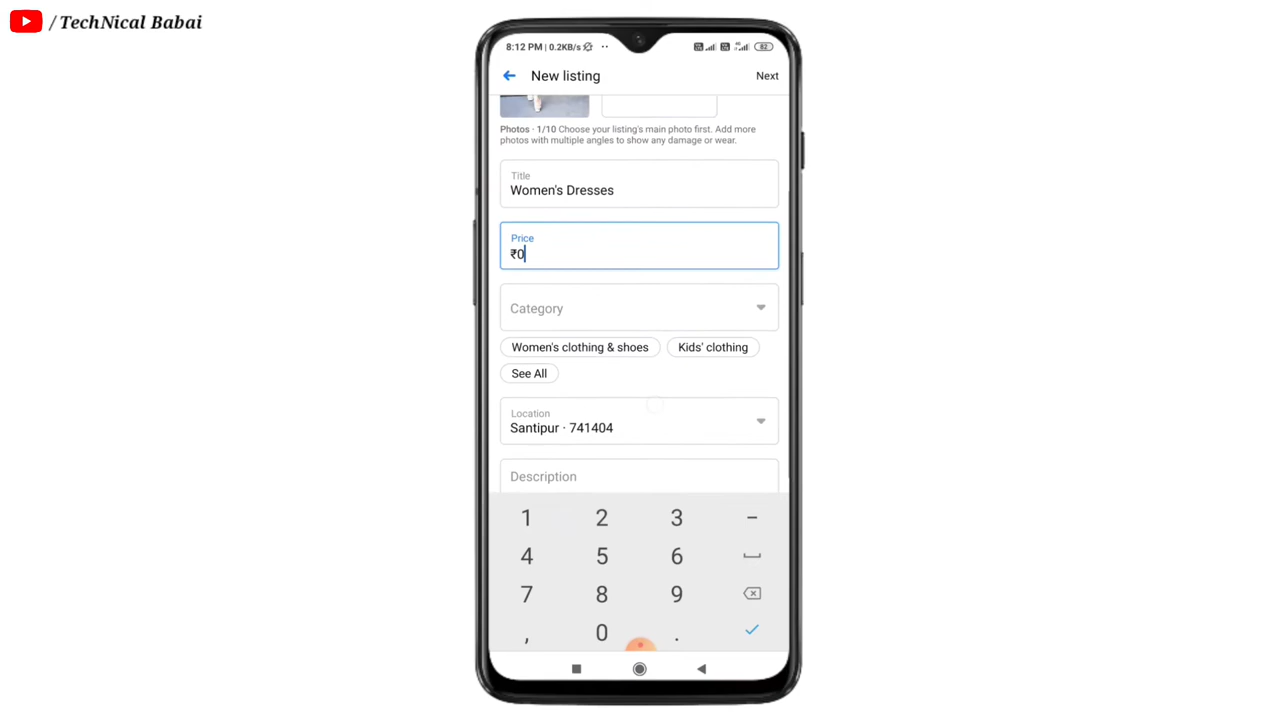 / TechNical Babai
8:12 PM | 0.2KB/s
82
New listing
Next
Photos · 1/10 Choose your listing's main photo first. Add more
photos with multiple angles to show any damage or wear.
Title
Women's Dresses
Price
₹0
Category
Women's clothing & shoes
Kids' clothing
See All
Location
Santipur · 741404
Description
1 2 3 –
4 5 6
7 8 9
, 0 .